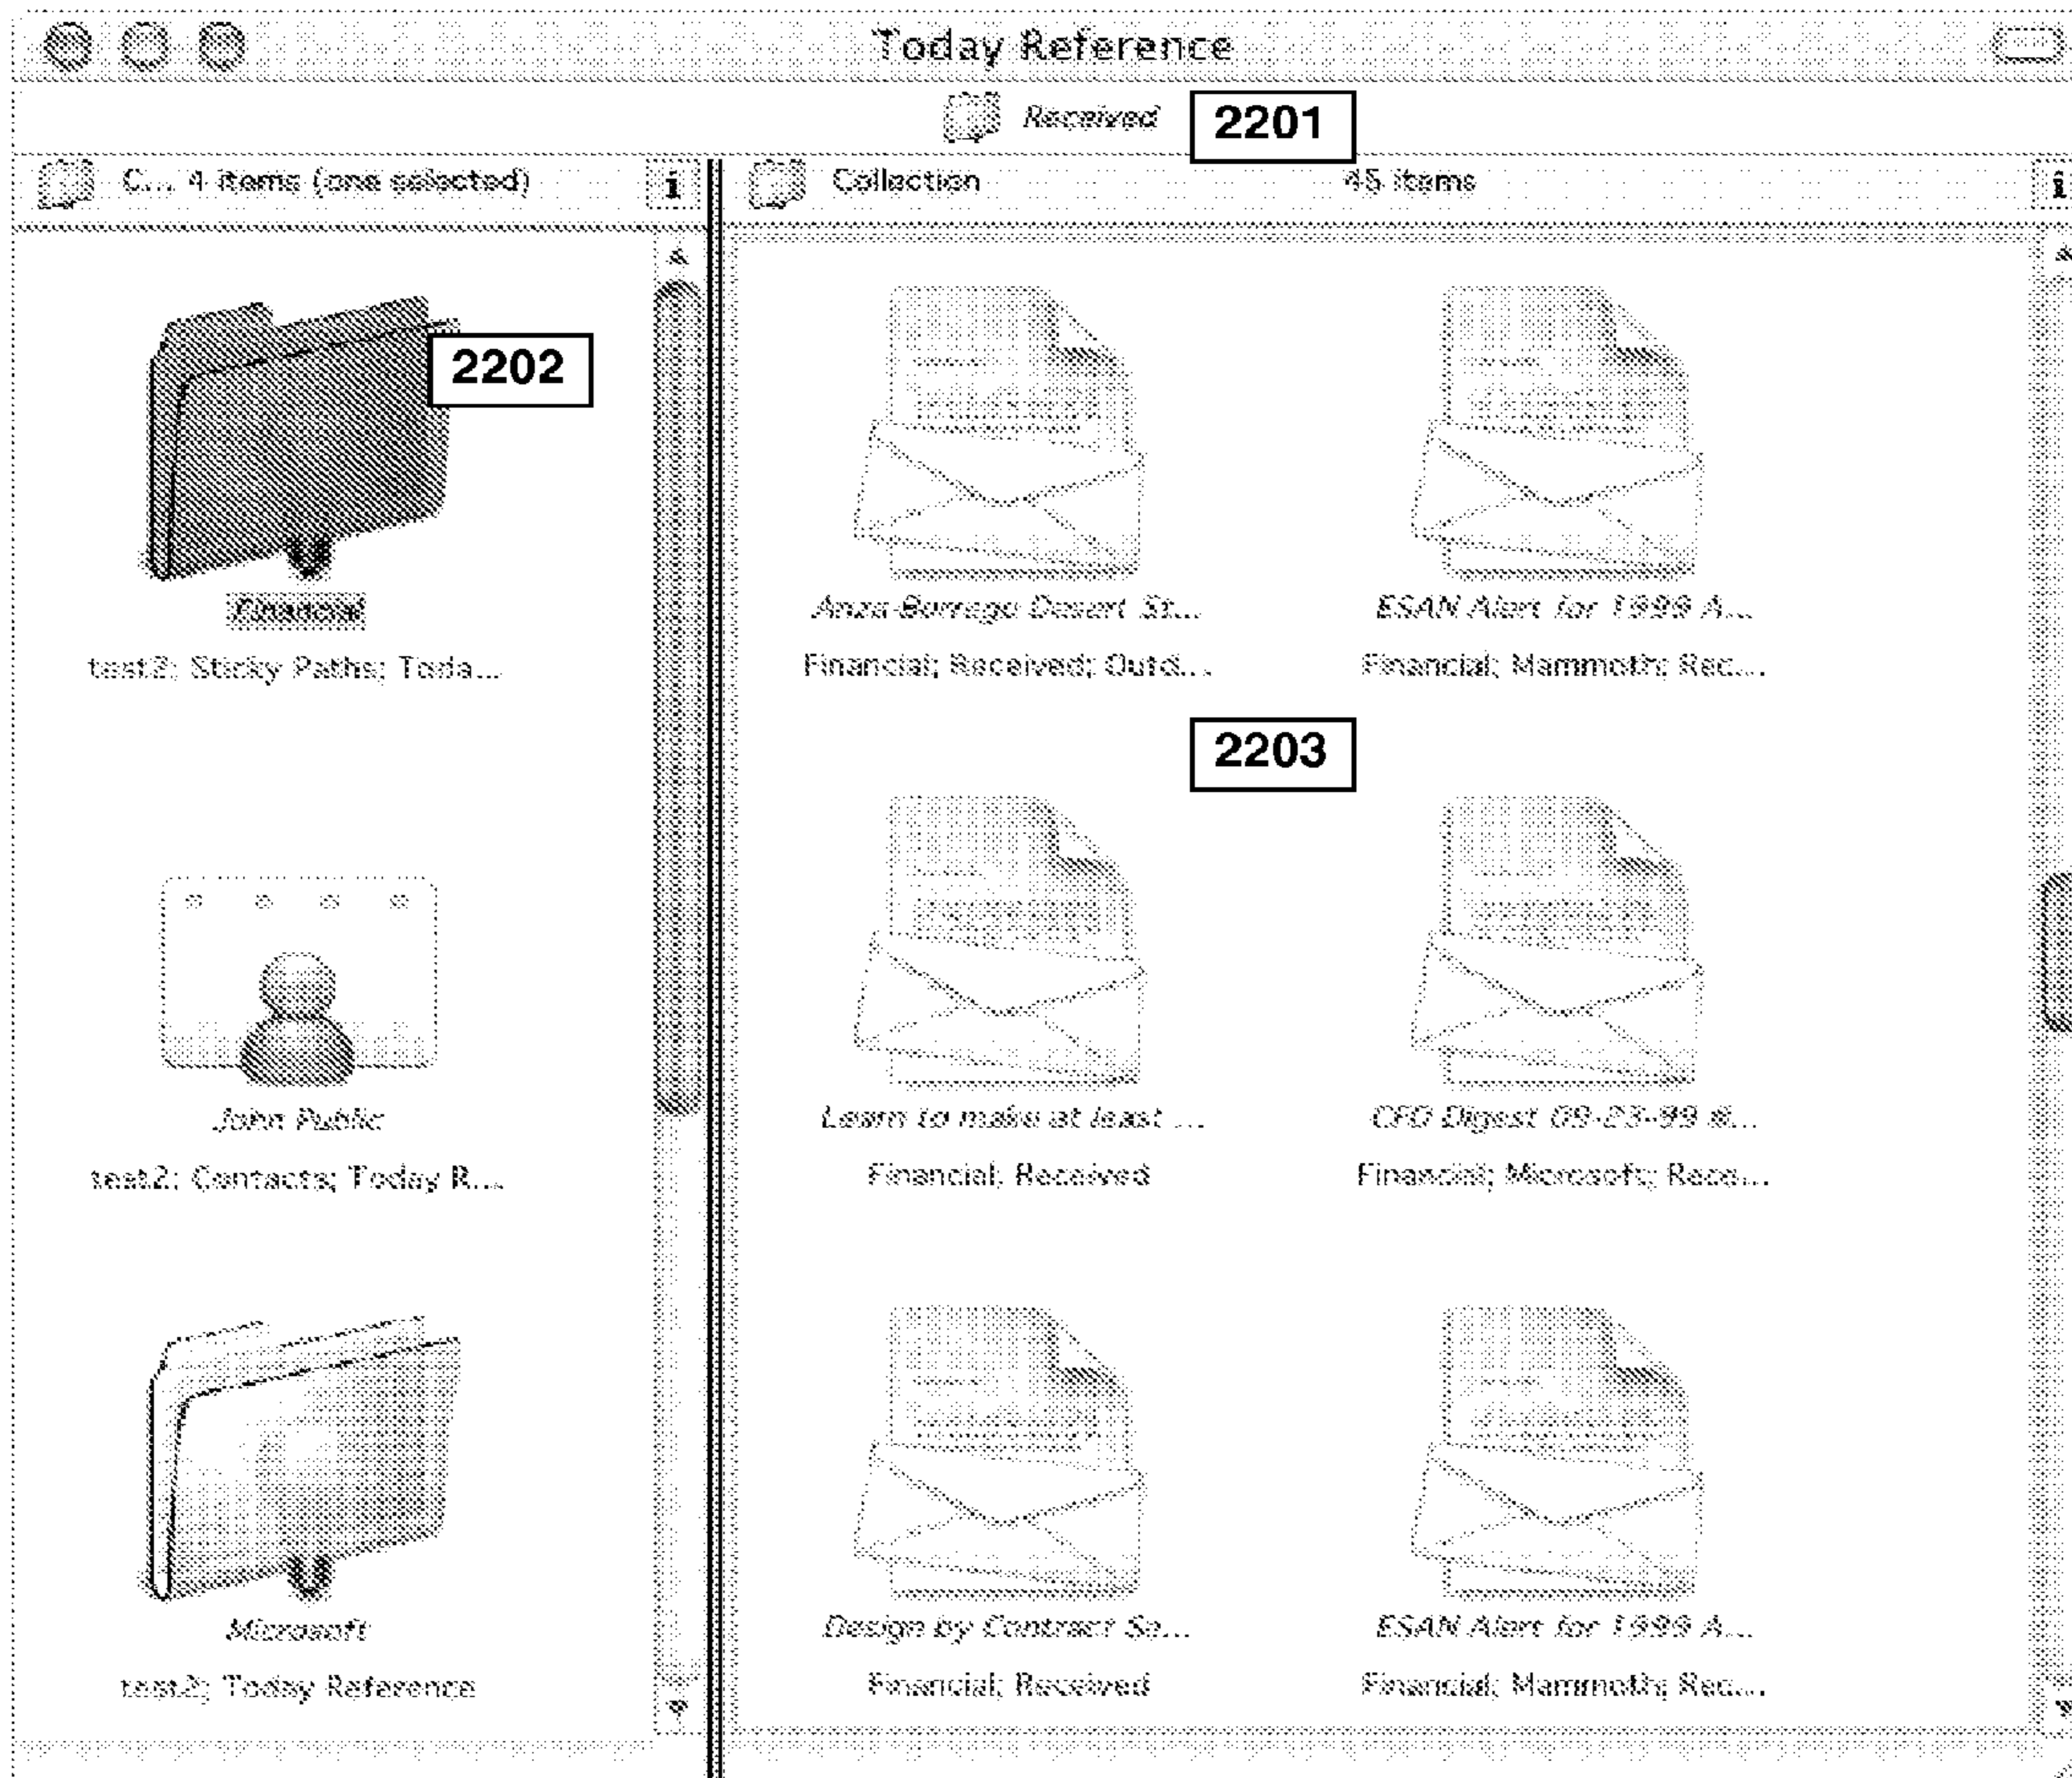 Today Reference
Received 2201
C... 4 items (one selected) i
Collection 45 items i
2202
Financial
test2; Sticky Paths; Toda...
Anza-Borrego Desert St...
Financial; Received; Outd...
ESAN Alert for 1999 A...
Financial; Mammoth; Rec...
2203
John Public
test2; Contacts; Today R...
Learn to make at least ...
Financial; Received
CFO Digest 09-23-99 ...
Financial; Microsoft; Rece...
Microsoft
test2; Today Reference
Design by Contract Se...
Financial; Received
ESAN Alert for 1999 A...
Financial; Mammoth; Rec...